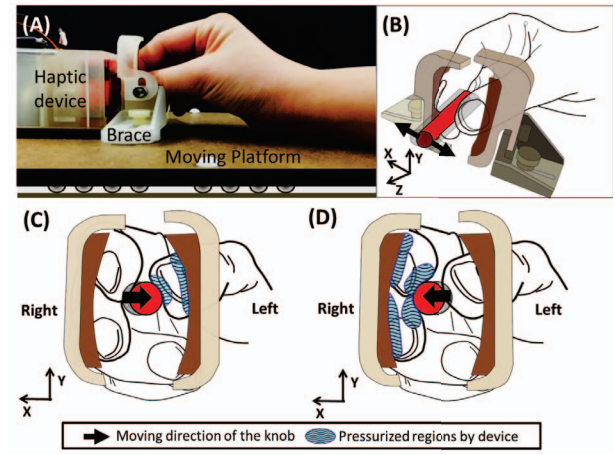 (A)
Haptic
device
Brace
Moving Platform
(B)
X
Y
Z
(C)
Right
Left
Y
X
(D)
Right
Left
Y
X
Moving direction of the knob
Pressurized regions by device